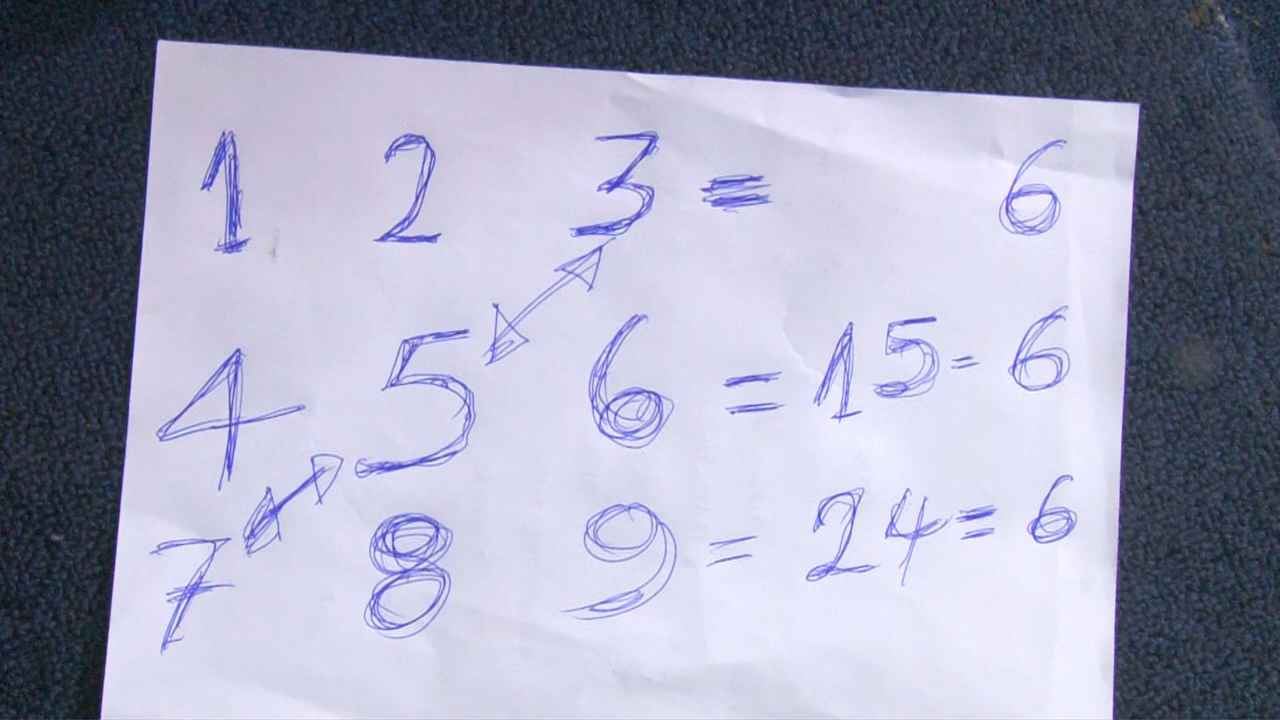 1 2 3 = 6
4 5 6 = 15 = 6
7 8 9 = 24 = 6